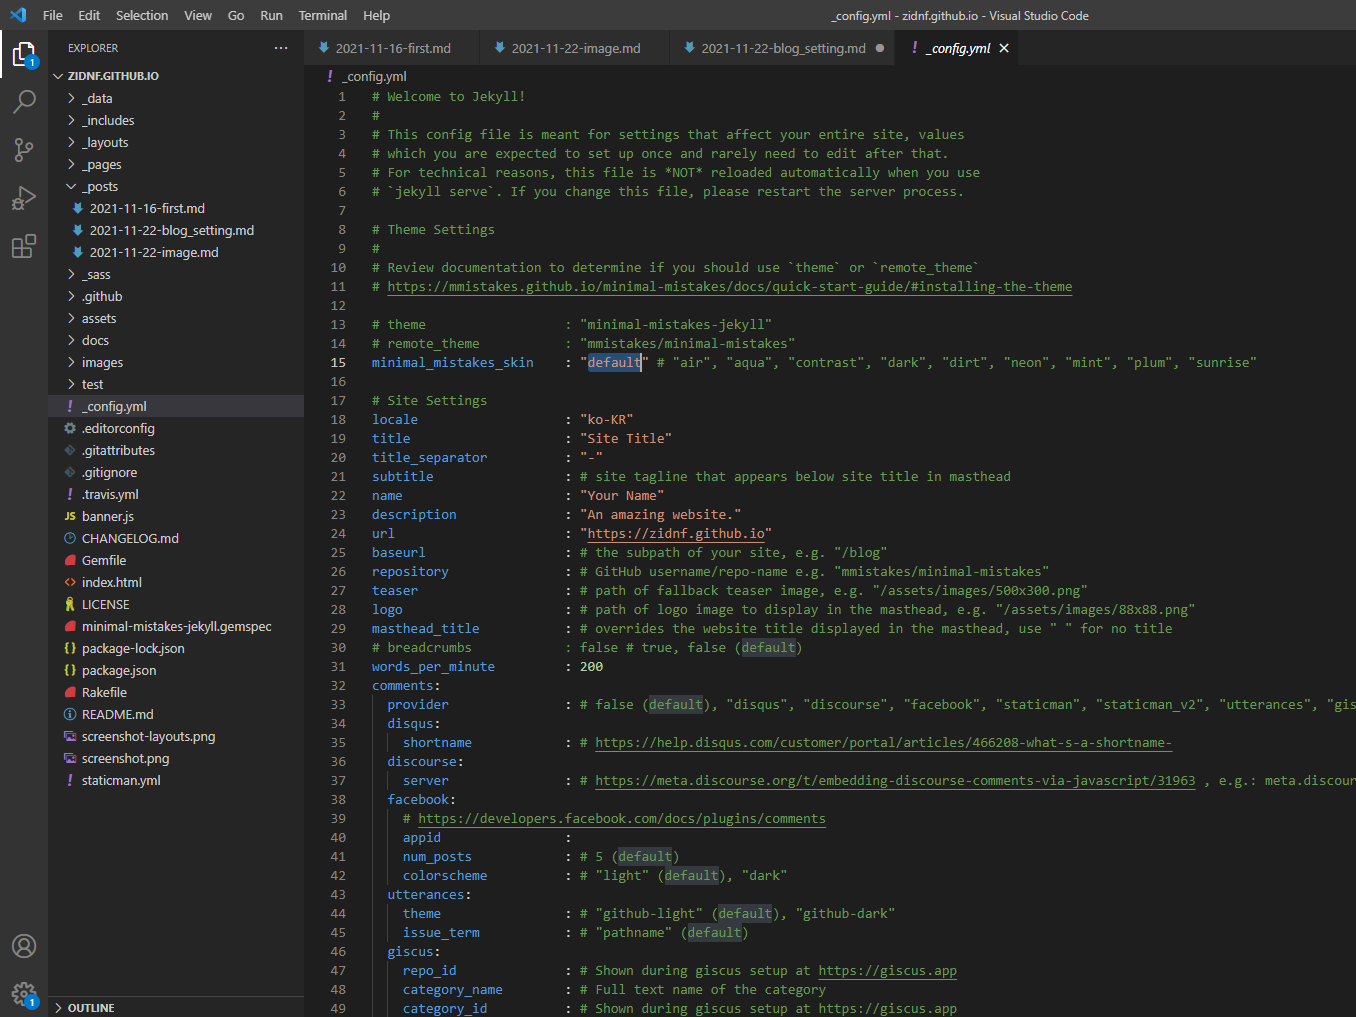 File Edit Selection View Go Run Terminal Help
_config.yml - zidnf.github.io - Visual Studio Code
EXPLORER
ZIDNF.GITHUB.IO
_data
_includes
_layouts
_pages
_posts
2021-11-16-first.md
2021-11-22-blog_setting.md
2021-11-22-image.md
_sass
.github
assets
docs
images
test
_config.yml
.editorconfig
.gitattributes
.gitignore
.travis.yml
JS banner.js
CHANGELOG.md
Gemfile
index.html
LICENSE
minimal-mistakes-jekyll.gemspec
package-lock.json
package.json
Rakefile
README.md
screenshot-layouts.png
screenshot.png
staticman.yml
OUTLINE
1
1
2021-11-16-first.md 2021-11-22-image.md 2021-11-22-blog_setting.md _config.yml
_config.yml
1 # Welcome to Jekyll!
2 #
3 # This config file is meant for settings that affect your entire site, values
4 # which you are expected to set up once and rarely need to edit after that.
5 # For technical reasons, this file is *NOT* reloaded automatically when you use
6 # `jekyll serve`. If you change this file, please restart the server process.
7
8 # Theme Settings
9 #
10 # Review documentation to determine if you should use `theme` or `remote_theme`
11 # https://mmistakes.github.io/minimal-mistakes/docs/quick-start-guide/#installing-the-theme
12
13 # theme : "minimal-mistakes-jekyll"
14 # remote_theme : "mmistakes/minimal-mistakes"
15 minimal_mistakes_skin : "default" # "air", "aqua", "contrast", "dark", "dirt", "neon", "mint", "plum", "sunrise"
16
17 # Site Settings
18 locale : "ko-KR"
19 title : "Site Title"
20 title_separator : "-"
21 subtitle : # site tagline that appears below site title in masthead
22 name : "Your Name"
23 description : "An amazing website."
24 url : "https://zidnf.github.io"
25 baseurl : # the subpath of your site, e.g. "/blog"
26 repository : # GitHub username/repo-name e.g. "mmistakes/minimal-mistakes"
27 teaser : # path of fallback teaser image, e.g. "/assets/images/500x300.png"
28 logo : # path of logo image to display in the masthead, e.g. "/assets/images/88x88.png"
29 masthead_title : # overrides the website title displayed in the masthead, use " " for no title
30 # breadcrumbs : false # true, false (default)
31 words_per_minute : 200
32 comments:
33 provider : # false (default), "disqus", "discourse", "facebook", "staticman", "staticman_v2", "utterances", "gis
34 disqus:
35 shortname : # https://help.disqus.com/customer/portal/articles/466208-what-s-a-shortname-
36 discourse:
37 server : # https://meta.discourse.org/t/embedding-discourse-comments-via-javascript/31963 , e.g.: meta.discour
38 facebook:
39 # https://developers.facebook.com/docs/plugins/comments
40 appid :
41 num_posts : # 5 (default)
42 colorscheme : # "light" (default), "dark"
43 utterances:
44 theme : # "github-light" (default), "github-dark"
45 issue_term : # "pathname" (default)
46 giscus:
47 repo_id : # Shown during giscus setup at https://giscus.app
48 category_name : # Full text name of the category
49 category_id : # Shown during giscus setup at https://giscus.app